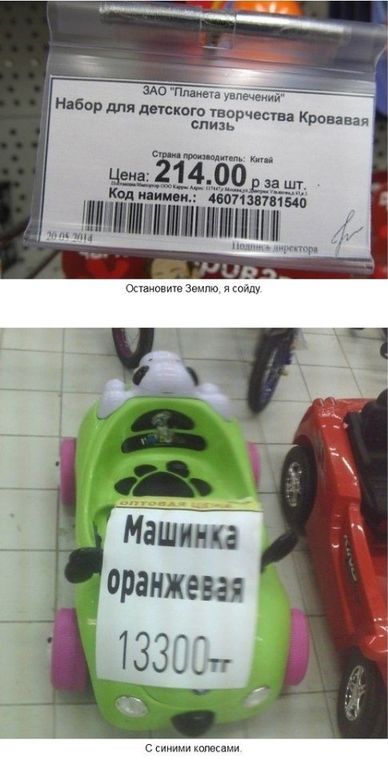 ЗАО "Планета увлечений"
Набор для детского творчества Кровавая
слизь
Страна производитель: Китай
Цена: 214.00 р за шт.
Код наимен.: 4607138781540
20.05.2014
Подпись директора
Остановите Землю, я сойду.
ОПТОВАЯ ЦЕНА
Машинка
оранжевая
13300тг
С синими колесами.